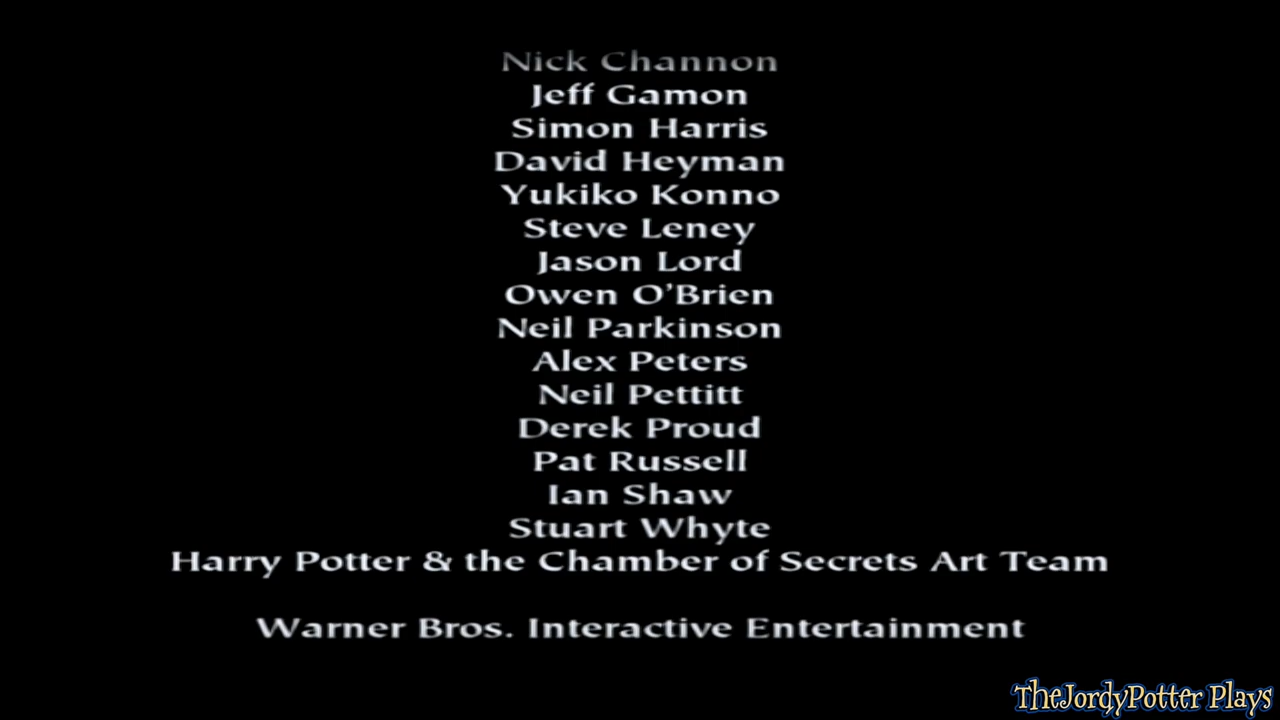 Nick Channon
Jeff Gamon
Simon Harris
David Heyman
Yukiko Konno
Steve Leney
Jason Lord
Owen O'Brien
Neil Parkinson
Alex Peters
Neil Pettitt
Derek Proud
Pat Russell
Ian Shaw
Stuart Whyte
Harry Potter & the Chamber of Secrets Art Team
Warner Bros. Interactive Entertainment
TheJordyPotter Plays